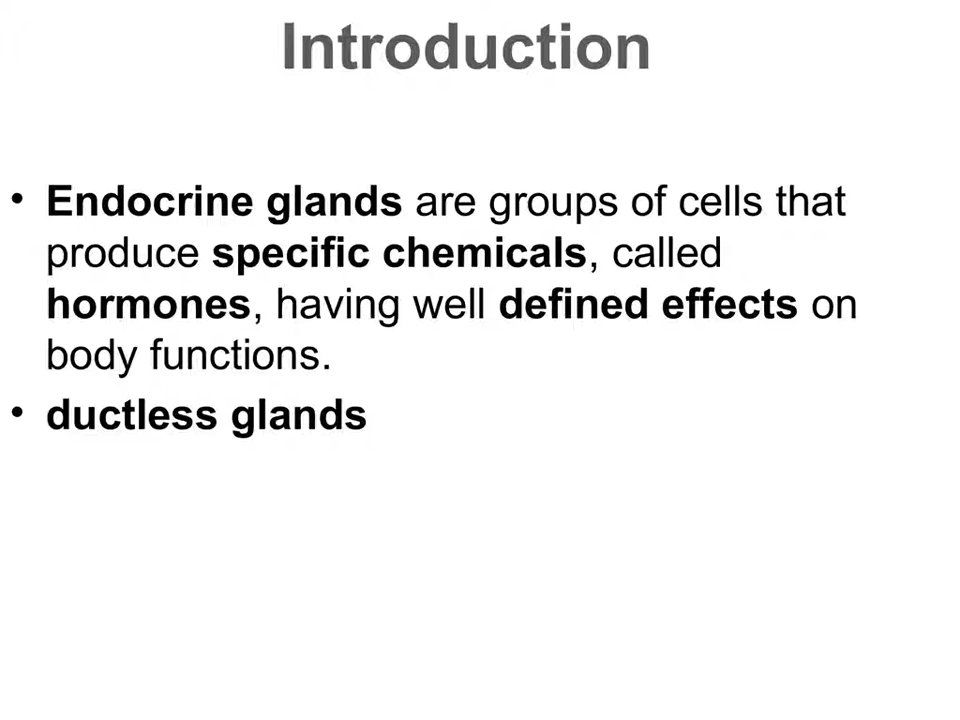 Introduction
• Endocrine glands are groups of cells that
produce specific chemicals, called
hormones, having well defined effects on
body functions.
• ductless glands